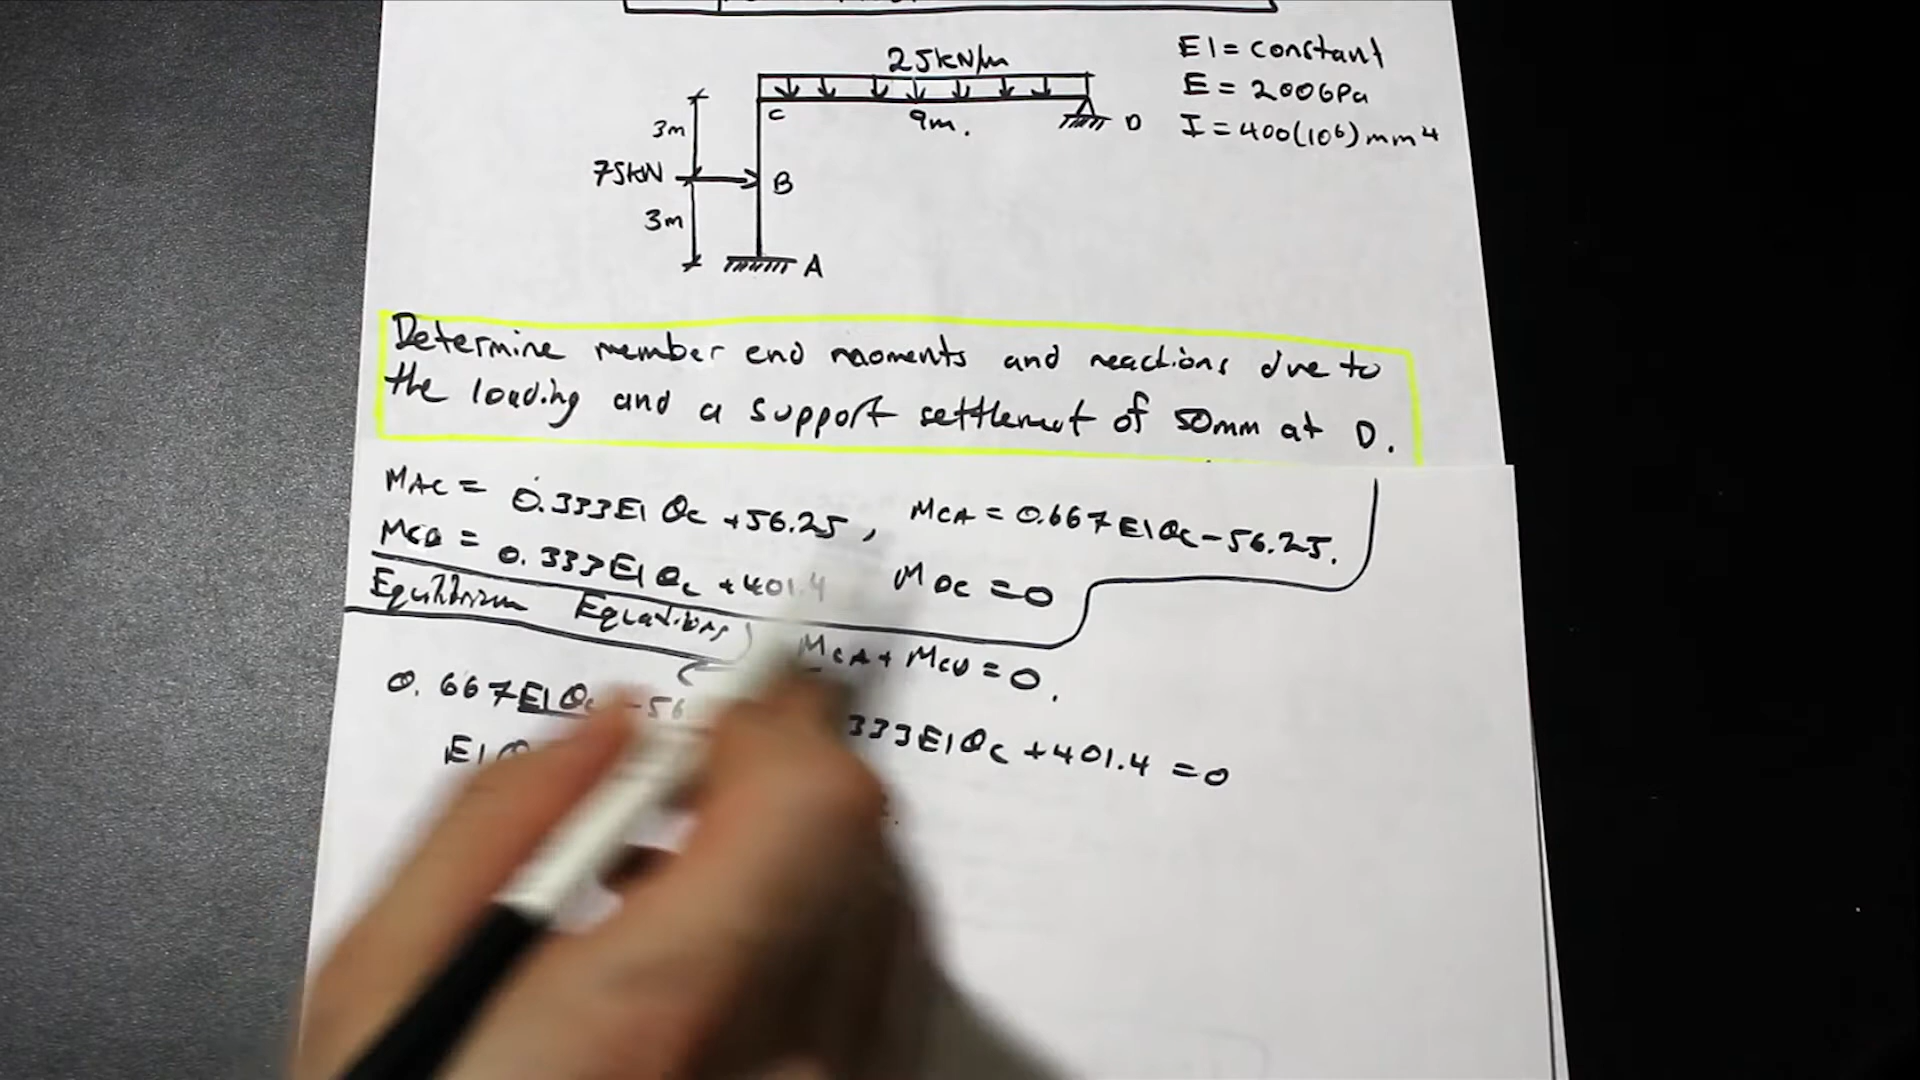 25kN/m
EI = constant
E = 200GPa
I = 400(10⁶)mm⁴
C
9m.
D
3m
75kN
B
3m
A
Determine member end moments and reactions due to
the loading and a support settlement of 50mm at D.
MAC = 0.333EIθc +56.25, MCA = 0.667EIθc-56.25.
MCD = 0.333EIθc +401.4 MDC = 0
Equilibrium Equations MCA + MCD = 0.
0.667EIθc -56 333EIθc +401.4 = 0
EIθ